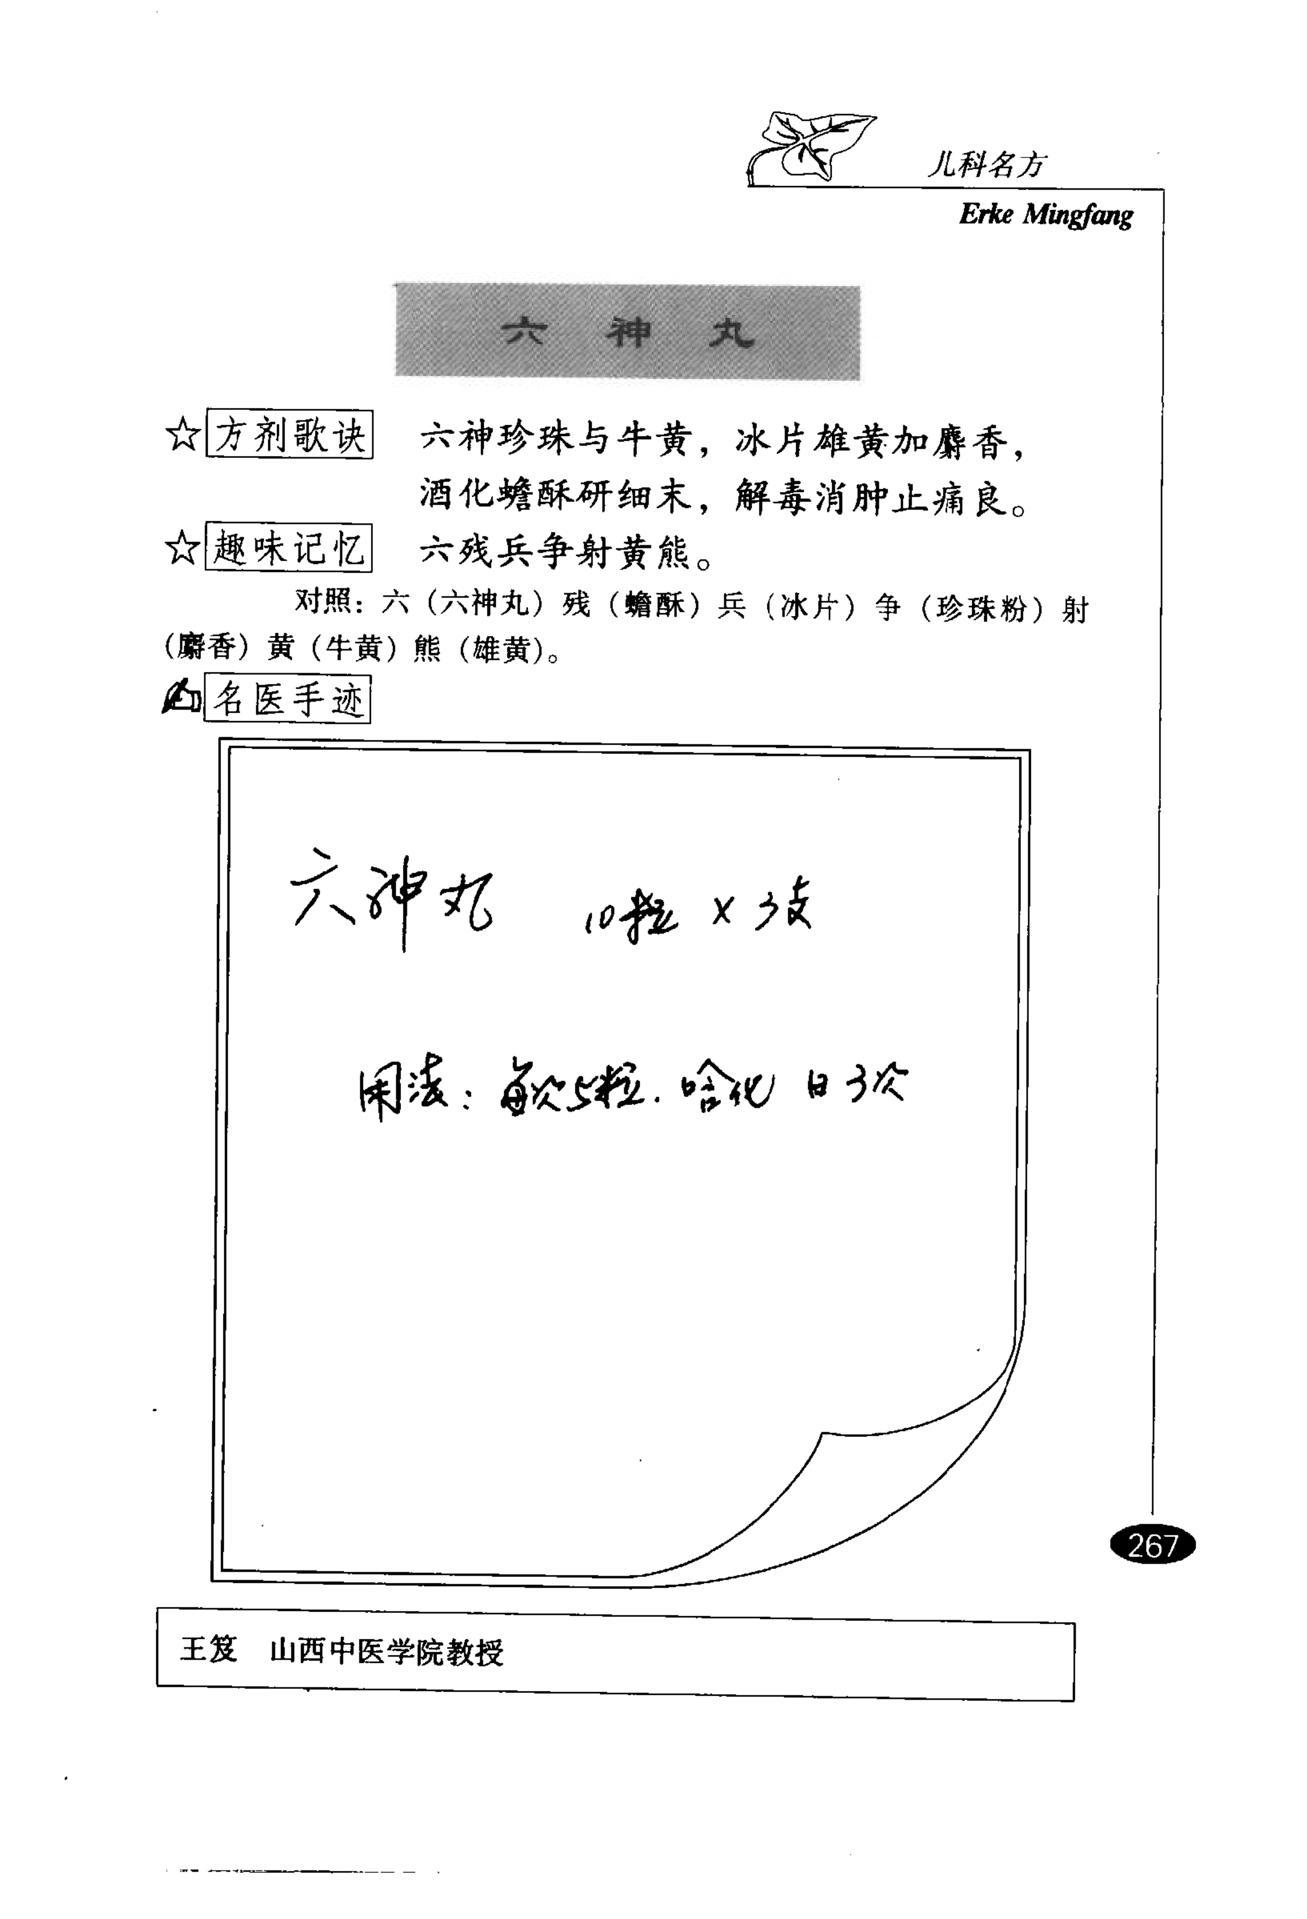 儿科名方
Erke Mingfang
六 神 丸
☆方剂歌诀 六神珍珠与牛黄，冰片雄黄加麝香，
酒化蟾酥研细末，解毒消肿止痛良。
☆趣味记忆 六残兵争射黄熊。
对照：六（六神丸）残（蟾酥）兵（冰片）争（珍珠粉）射
（麝香）黄（牛黄）熊（雄黄）。
名医手迹
六神丸 10粒 × 3支
用法：每次5粒.含化 日3次
267
王笈 山西中医学院教授